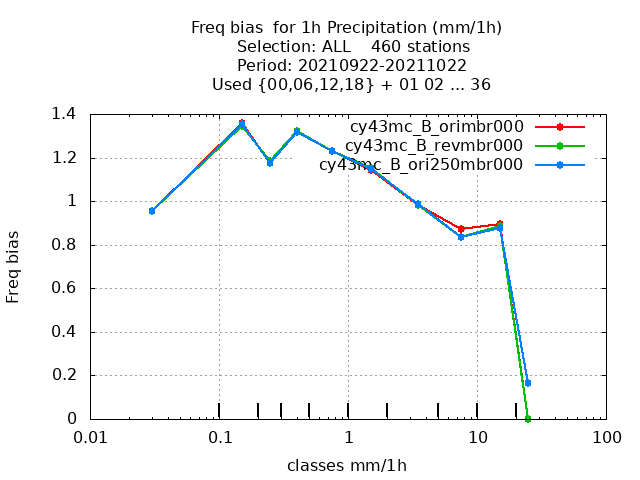 Freq bias  for 1h Precipitation (mm/1h)
Selection: ALL    460 stations
Period: 20210922-20211022
Used {00,06,12,18} + 01 02 ... 36
1.4
1.2
1
0.8
0.6
0.4
0.2
0
Freq bias
cy43mc_B_orimbr000
cy43mc_B_revmbr000
cy43mc_B_ori250mbr000
0.01 0.1 1 10 100
classes mm/1h